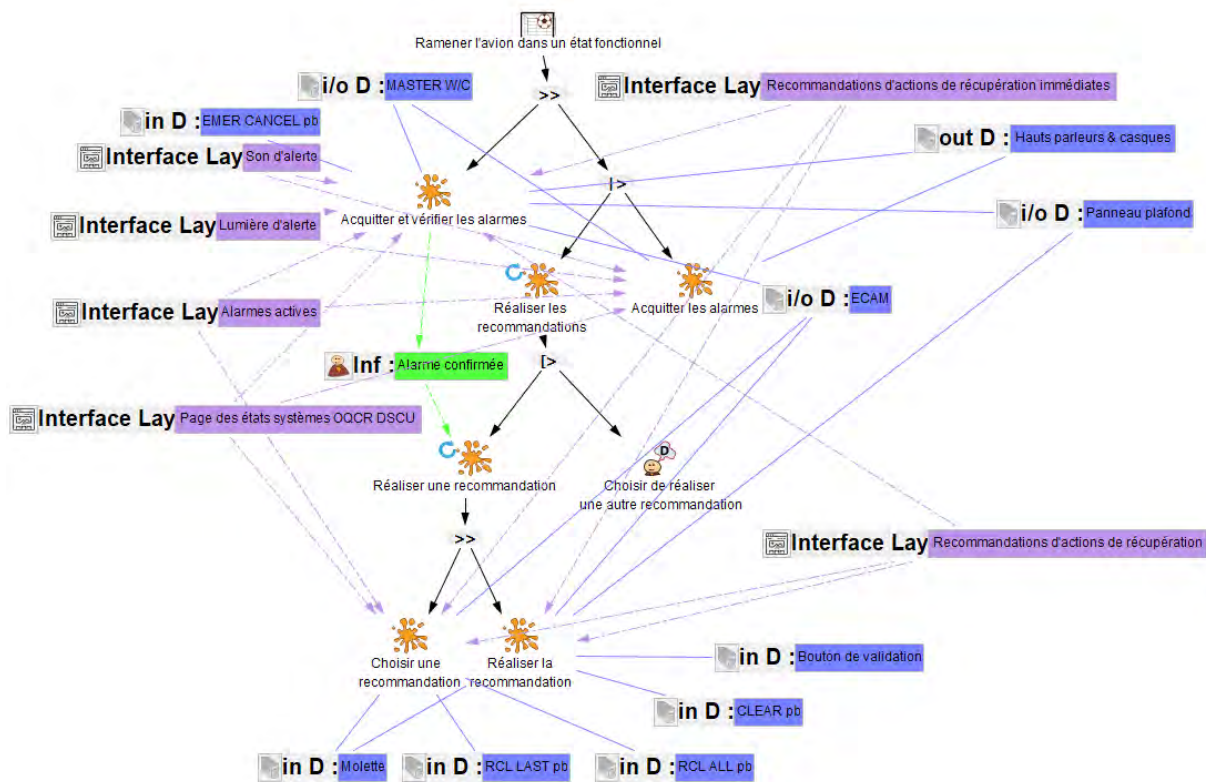 Ramener l'avion dans un état fonctionnel
i/o D : MASTER W/C
>>
Interface Lay Recommandations d'actions de récupération immédiates
in D : EMER CANCEL pb
out D : Hauts parleurs & casques
Interface Lay Son d'alerte
|>
Acquitter et vérifier les alarmes
i/o D : Panneau plafond
Interface Lay Lumière d'alerte
Réaliser les
recommandations
Acquitter les alarmes
i/o D : ECAM
Interface Lay Alarmes actives
Inf : Alarme confirmée
[>
Interface Lay Page des états systèmes OQCR DSCU
D
Réaliser une recommandation
Choisir de réaliser
une autre recommandation
>>
Interface Lay Recommandations d'actions de récupération
Choisir une
recommandation
Réaliser la
recommandation
in D : Bouton de validation
in D : CLEAR pb
in D : Molette
in D : RCL LAST pb
in D : RCL ALL pb